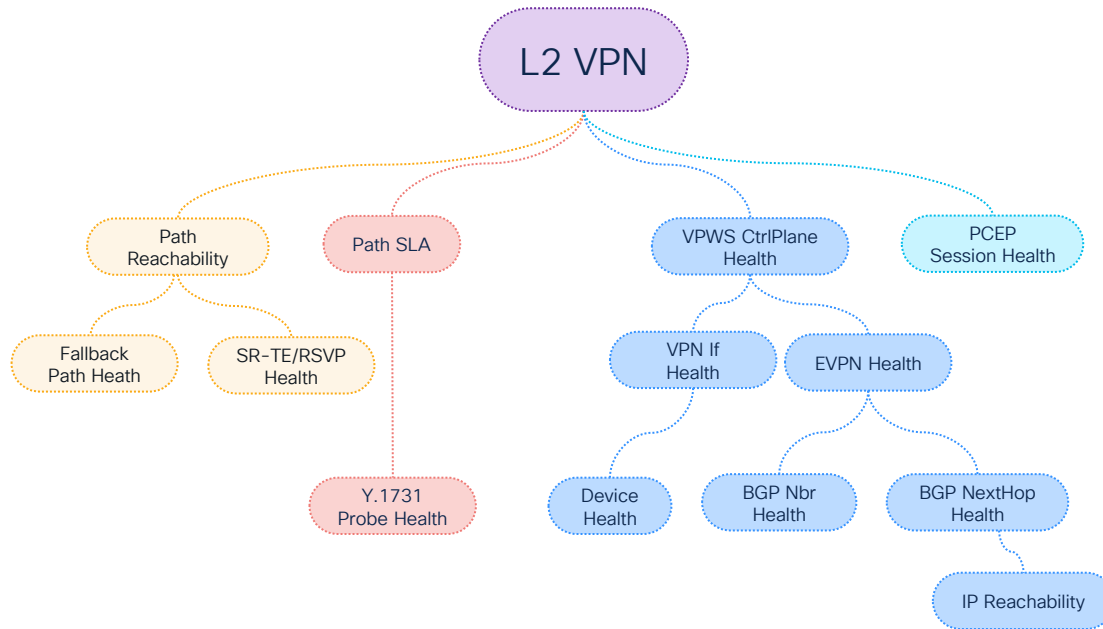 L2 VPN
Path
Reachability
Path SLA
VPWS CtrlPlane
Health
PCEP
Session Health
Fallback
Path Heath
SR-TE/RSVP
Health
VPN If
Health
EVPN Health
Y.1731
Probe Health
Device
Health
BGP Nbr
Health
BGP NextHop
Health
IP Reachability